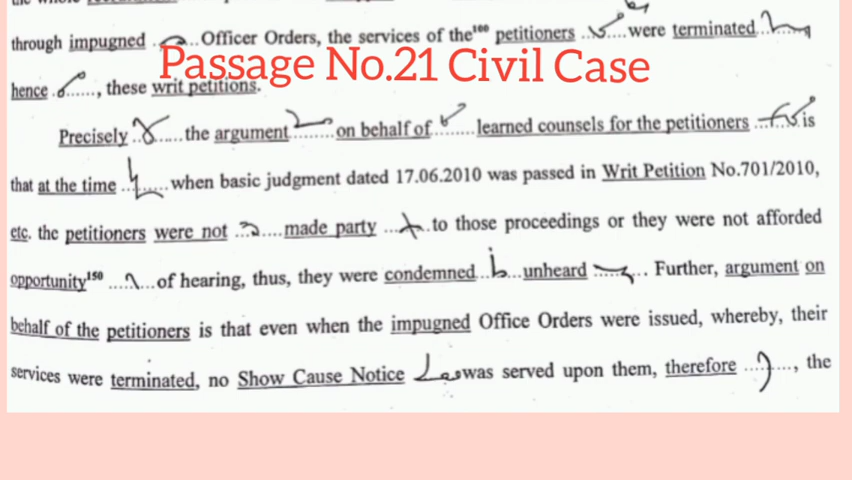 through impugned ........ Officer Orders, the services of the¹⁰⁰ petitioners ........ were terminated ........
Passage No.21 Civil Case
hence ........, these writ petitions.
Precisely ........ the argument ........ on behalf of ........ learned counsels for the petitioners ........ is
that at the time ........ when basic judgment dated 17.06.2010 was passed in Writ Petition No.701/2010,
etc. the petitioners were not ........ made party ........ to those proceedings or they were not afforded
opportunity¹⁵⁰ ........ of hearing, thus, they were condemned ........ unheard ......... Further, argument on
behalf of the petitioners is that even when the impugned Office Orders were issued, whereby, their
services were terminated, no Show Cause Notice was served upon them, therefore ........, the